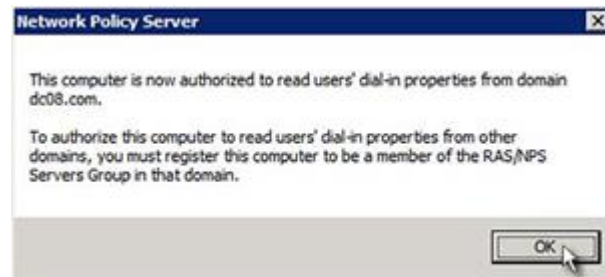 Network Policy Server
This computer is now authorized to read users' dial-in properties from domain
dc08.com.
To authorize this computer to read users' dial-in properties from other
domains, you must register this computer to be a member of the RAS/NPS
Servers Group in that domain.
OK